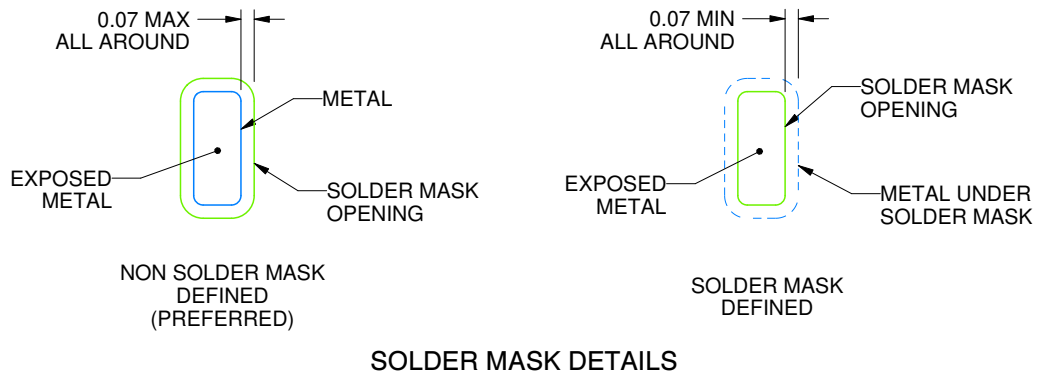 0.07 MAX
ALL AROUND
METAL
EXPOSED
METAL
SOLDER MASK
OPENING
NON SOLDER MASK
DEFINED
(PREFERRED)
0.07 MIN
ALL AROUND
SOLDER MASK
OPENING
EXPOSED
METAL
METAL UNDER
SOLDER MASK
SOLDER MASK
DEFINED
SOLDER MASK DETAILS